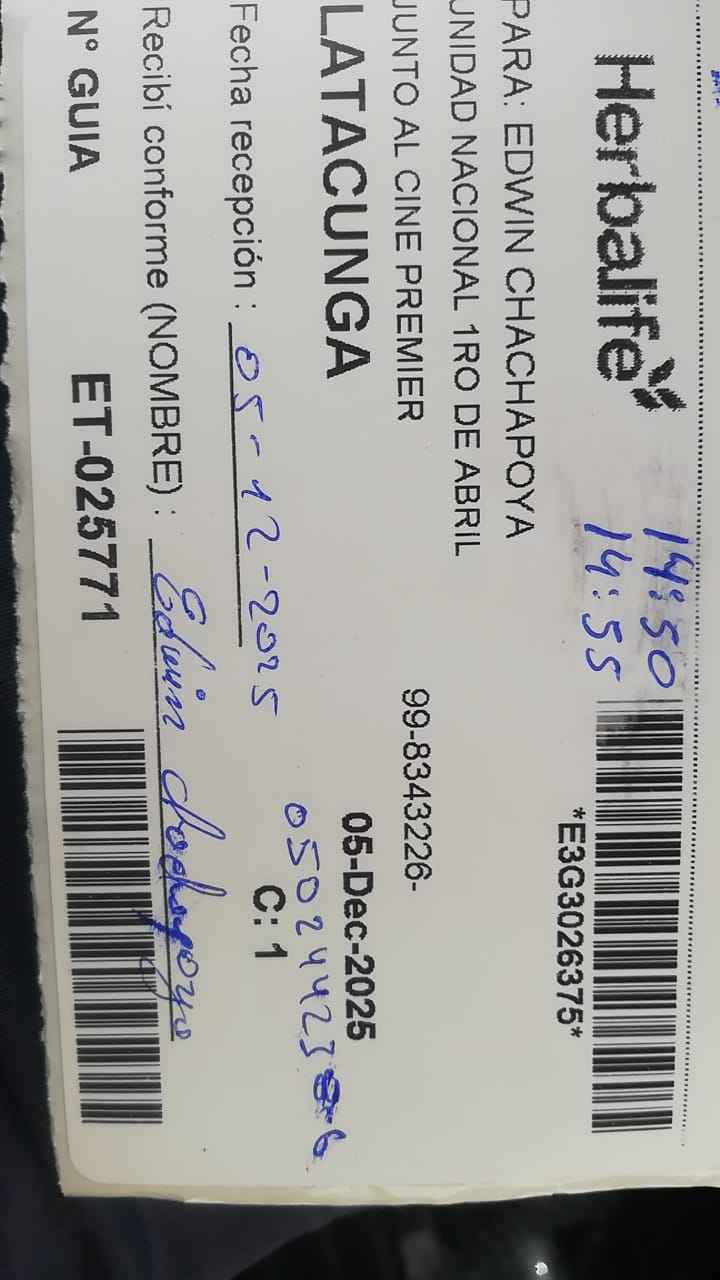 Herbalife
14:50
14:55
*E3G3026375*
PARA: EDWIN CHACHAPOYA
UNIDAD NACIONAL 1RO DE ABRIL
JUNTO AL CINE PREMIER
99-8343226-
LATACUNGA
05-Dec-2025
050244423
C: 1
Fecha recepción : 05-12-2025
Recibí conforme (NOMBRE) : Edwin Chachapoya
N° GUIA ET-025771